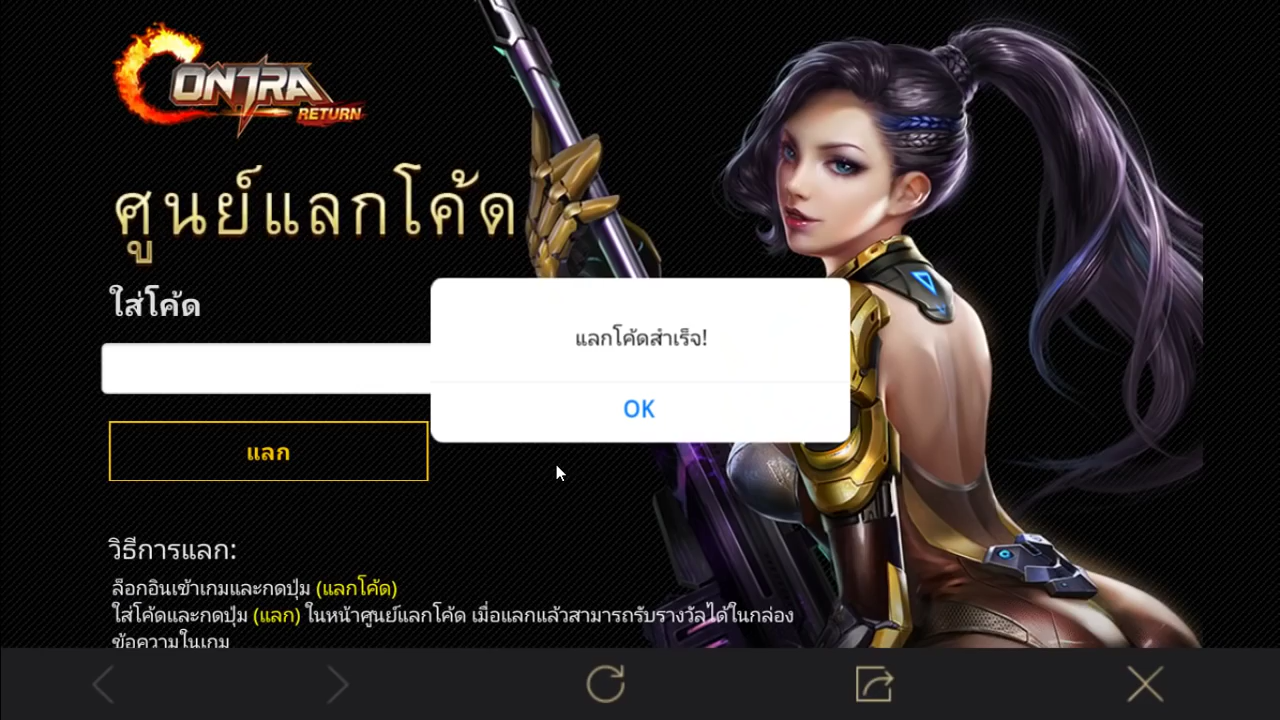 CONTRA
RETURN
ศูนย์แลกโค้ด
ใส่โค้ด
แลกโค้ดสำเร็จ!
OK
แลก
วิธีการแลก:
ล็อกอินเข้าเกมและกดปุ่ม (แลกโค้ด)
ใส่โค้ดและกดปุ่ม (แลก) ในหน้าศูนย์แลกโค้ด เมื่อแลกแล้วสามารถรับรางวัลได้ในกล่อง
ข้อความในเกม